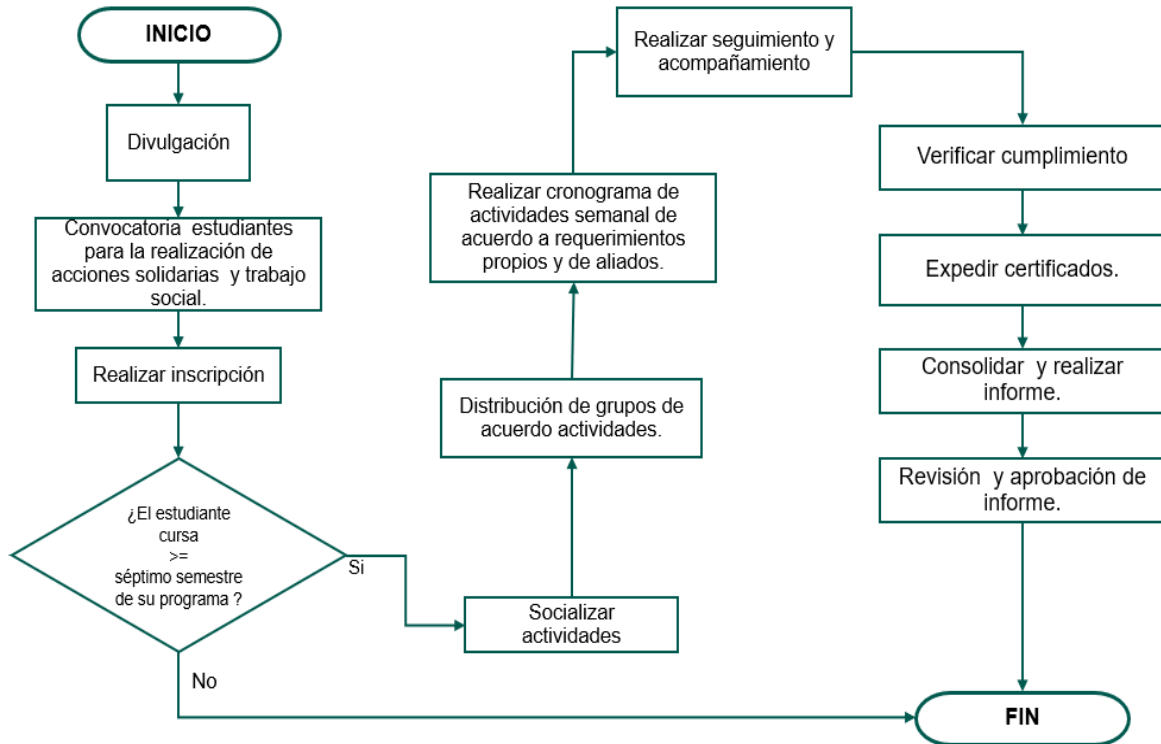 INICIO
Divulgación
Convocatoria estudiantes
para la realización de
acciones solidarias y trabajo
social.
Realizar inscripción
¿El estudiante
cursa
>=
séptimo semestre
de su programa ?
Si
No
Socializar
actividades
Distribución de grupos de
acuerdo actividades.
Realizar cronograma de
actividades semanal de
acuerdo a requerimientos
propios y de aliados.
Realizar seguimiento y
acompañamiento
Verificar cumplimiento
Expedir certificados.
Consolidar y realizar
informe.
Revisión y aprobación de
informe.
FIN